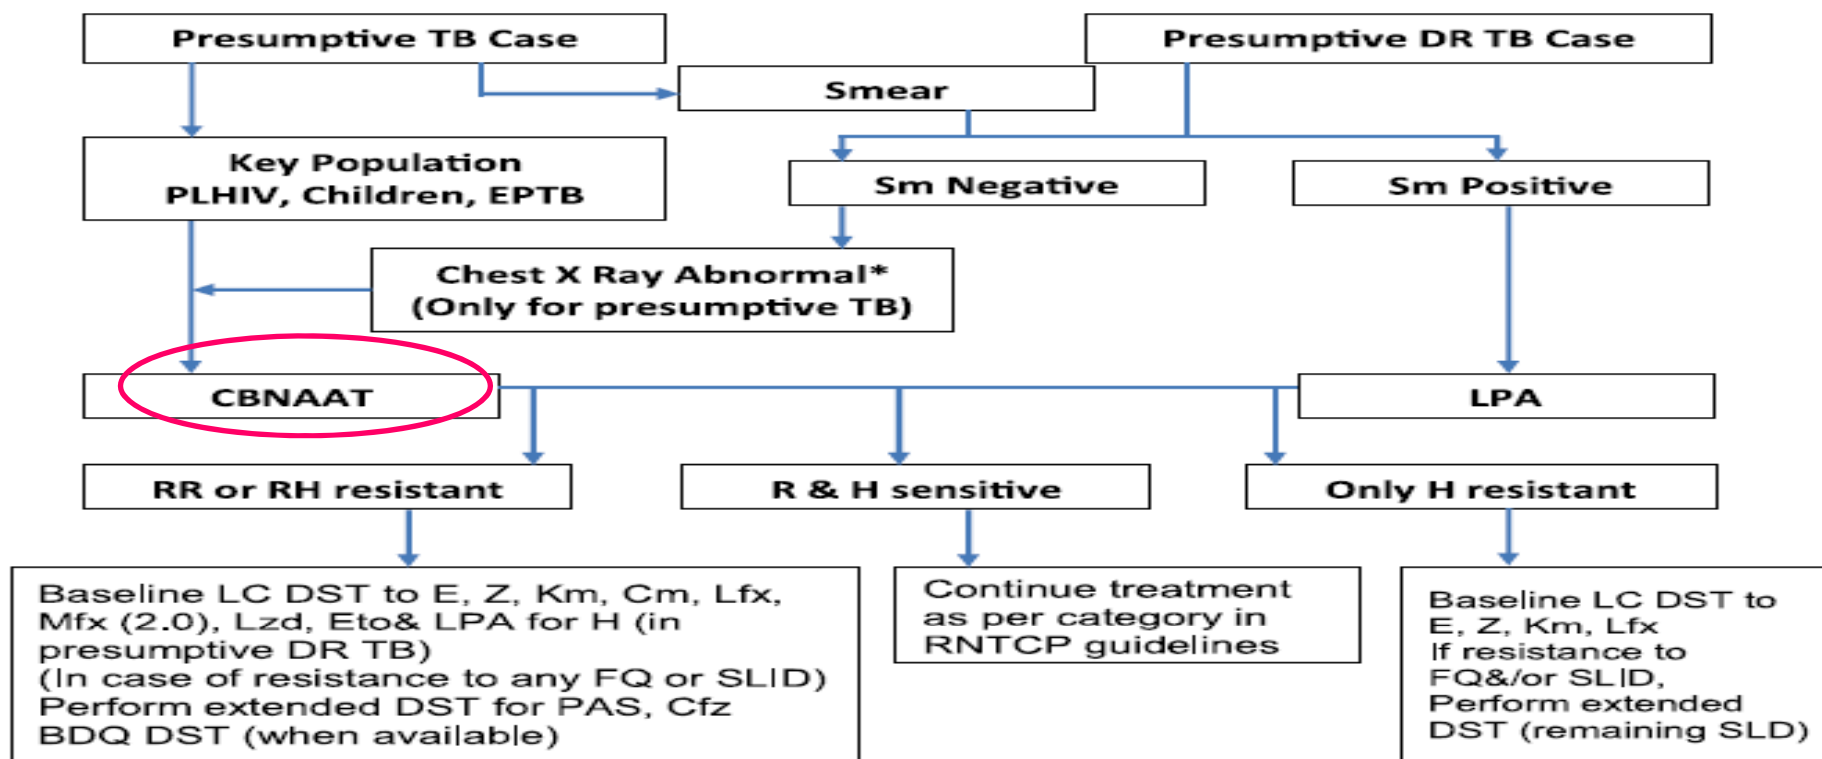 Presumptive TB Case
Presumptive DR TB Case
Smear
Key Population
PLHIV, Children, EPTB
Sm Negative
Sm Positive
Chest X Ray Abnormal*
(Only for presumptive TB)
CBNAAT
LPA
RR or RH resistant
R & H sensitive
Only H resistant
Baseline LC DST to E, Z, Km, Cm, Lfx,
Mfx (2.0), Lzd, Eto& LPA for H (in
presumptive DR TB)
(In case of resistance to any FQ or SLID)
Perform extended DST for PAS, Cfz
BDQ DST (when available)
Continue treatment
as per category in
RNTCP guidelines
Baseline LC DST to
E, Z, Km, Lfx
If resistance to
FQ&/or SLID,
Perform extended
DST (remaining SLD)